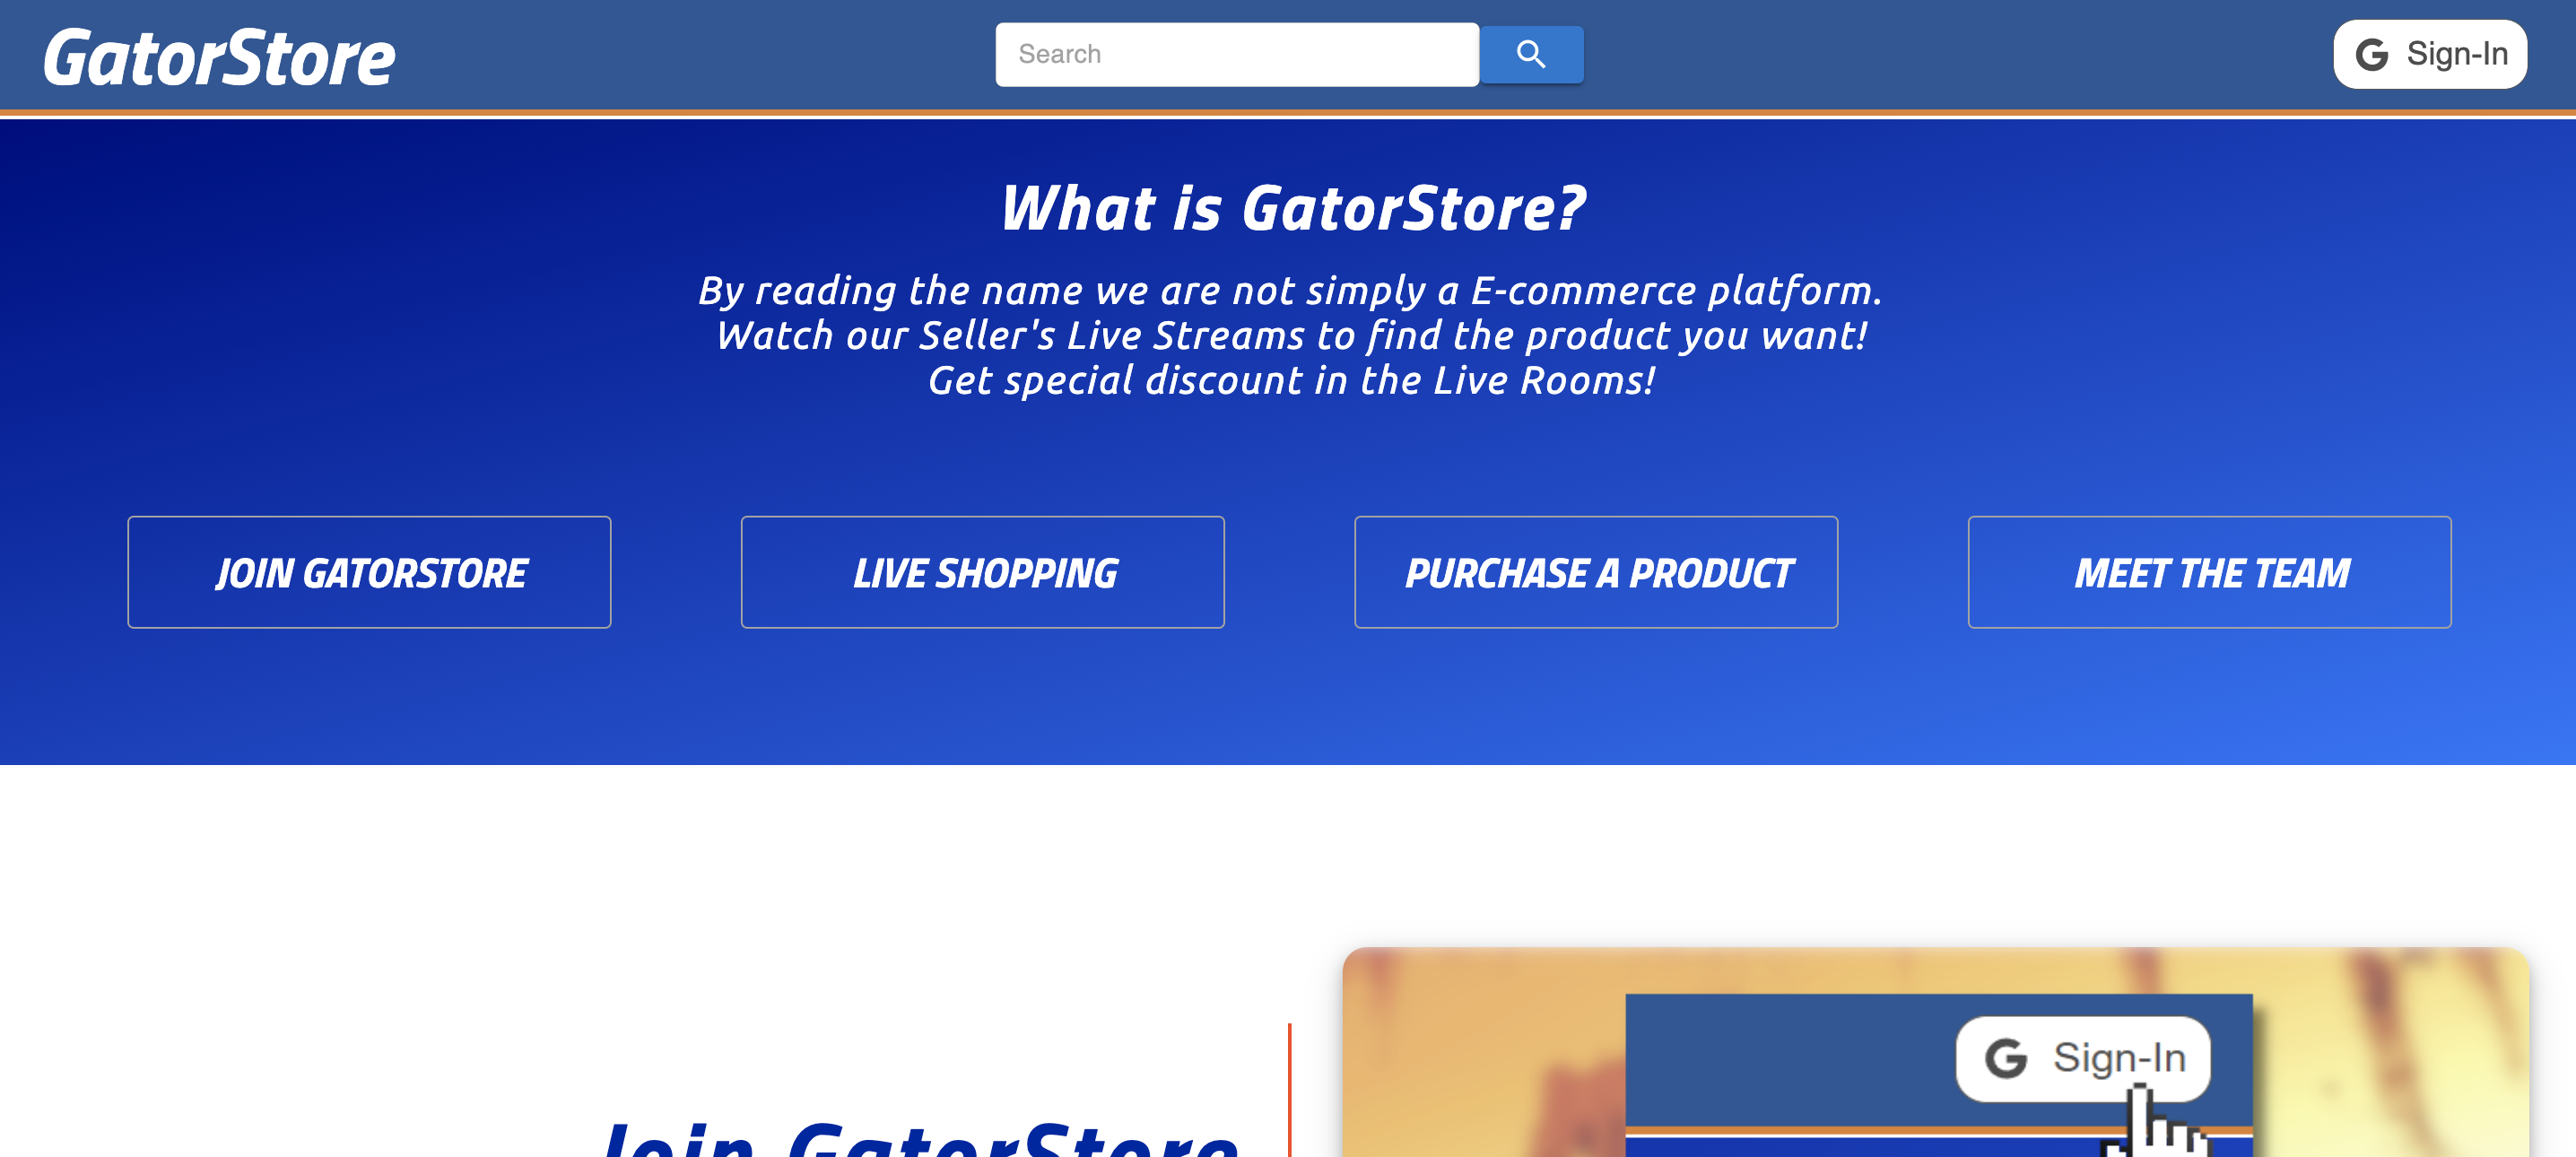 GatorStore
Search
G Sign-In
What is GatorStore?
By reading the name we are not simply a E-commerce platform.
Watch our Seller's Live Streams to find the product you want!
Get special discount in the Live Rooms!
JOIN GATORSTORE
LIVE SHOPPING
PURCHASE A PRODUCT
MEET THE TEAM
G Sign-In
Join GatorStore